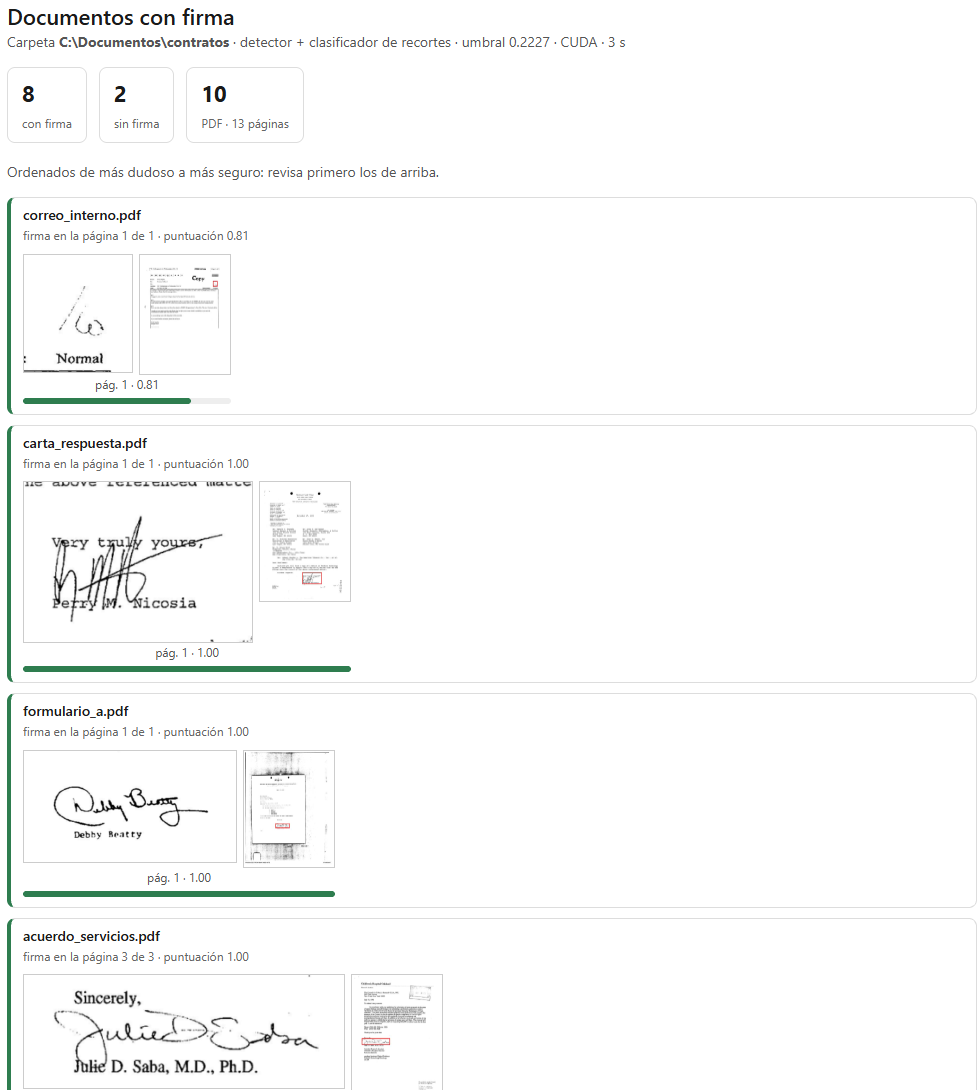 Documentos con firma
Carpeta C:\Documentos\contratos · detector + clasificador de recortes · umbral 0.2227 · CUDA · 3 s
8
con firma
2
sin firma
10
PDF · 13 páginas
Ordenados de más dudoso a más seguro: revisa primero los de arriba.
correo_interno.pdf
firma en la página 1 de 1 · puntuación 0.81
: Normal
Copy
pág. 1 · 0.81
carta_respuesta.pdf
firma en la página 1 de 1 · puntuación 1.00
above referenced
Very truly yours,
Perry M. Nicosia
pág. 1 · 1.00
formulario_a.pdf
firma en la página 1 de 1 · puntuación 1.00
Debby Beatty
Debby Beatty
pág. 1 · 1.00
acuerdo_servicios.pdf
firma en la página 3 de 3 · puntuación 1.00
Sincerely,
Julie D. Saba, M.D., Ph.D.